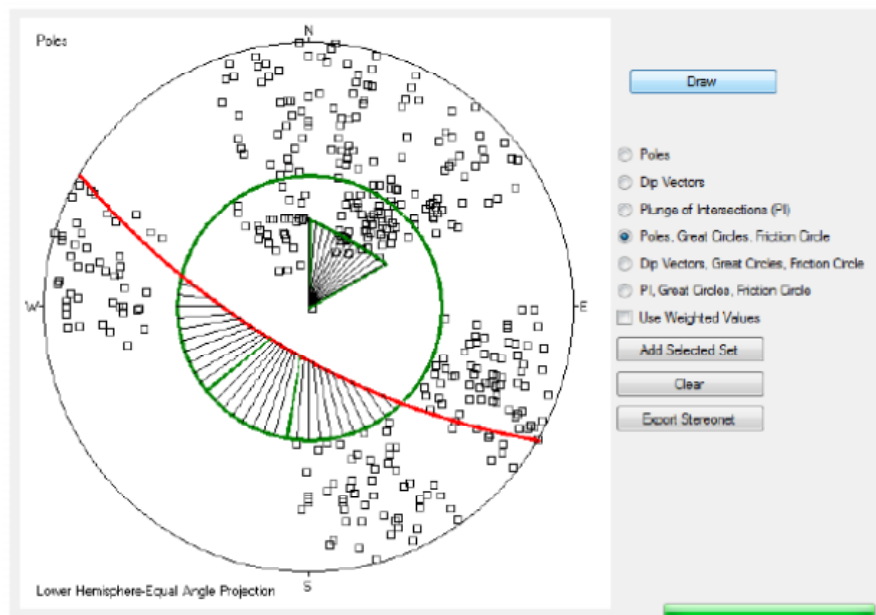 Poles
N
W
E
S
Lower Hemisphere-Equal Angle Projection
Draw
Poles
Dip Vectors
Plunge of Intersections (PI)
Poles, Great Circles, Friction Circle
Dip Vectors, Great Circles, Friction Circle
PI, Great Circles, Friction Circle
Use Weighted Values
Add Selected Set
Clear
Export Stereonet